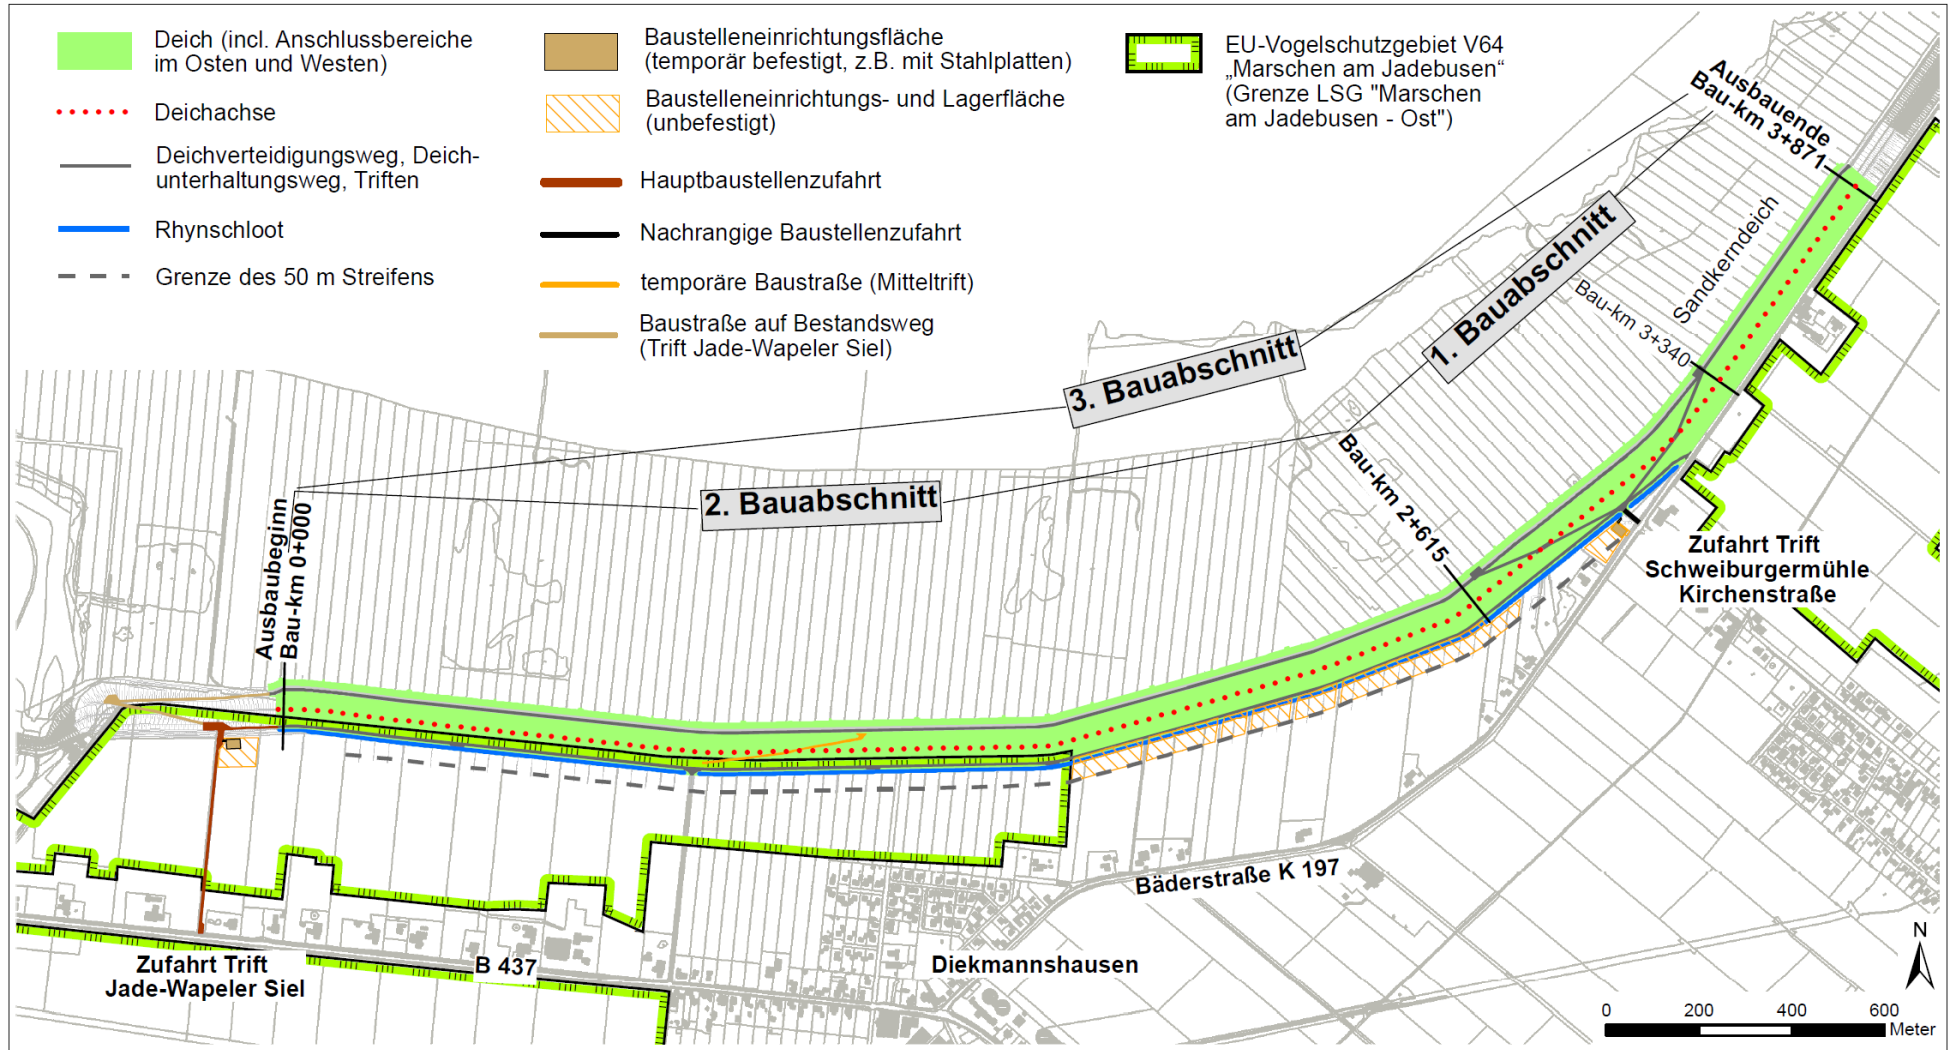 Deich (incl. Anschlussbereiche
im Osten und Westen)
Deichachse
Deichverteidigungsweg, Deich-
unterhaltungsweg, Triften
Rhynschloot
Grenze des 50 m Streifens
Baustelleneinrichtungsfläche
(temporär befestigt, z.B. mit Stahlplatten)
Baustelleneinrichtungs- und Lagerfläche
(unbefestigt)
Hauptbaustellenzufahrt
Nachrangige Baustellenzufahrt
temporäre Baustraße (Mitteltrift)
Baustraße auf Bestandsweg
(Trift Jade-Wapeler Siel)
EU-Vogelschutzgebiet V64
„Marschen am Jadebusen“
(Grenze LSG "Marschen
am Jadebusen - Ost")
Ausbauende
Bau-km 3+871
Sandkerndeich
Bau-km 3+340
1. Bauabschnitt
3. Bauabschnitt
2. Bauabschnitt
Bau-km 2+615
Ausbaubeginn
Bau-km 0+000
Zufahrt Trift
Schweiburgermühle
Kirchenstraße
Bäderstraße K 197
Zufahrt Trift
Jade-Wapeler Siel
B 437
Diekmannshausen
N
0 200 400 600
Meter